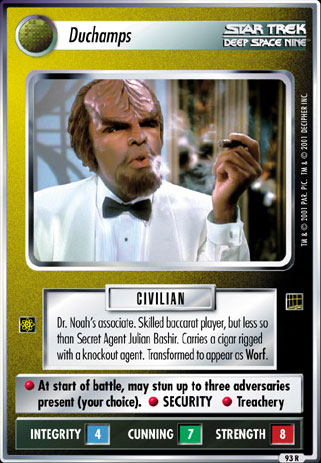 Duchamps
STAR TREK
DEEP SPACE NINE
TM & © 2001 PAR. PIC. TM & © 2001 DECIPHER INC.
CIVILIAN
Dr. Noah's associate. Skilled baccarat player, but less so
than Secret Agent Julian Bashir. Carries a cigar rigged
with a knockout agent. Transformed to appear as Worf.
At start of battle, may stun up to three adversaries
present (your choice). • SECURITY • Treachery
INTEGRITY 4 CUNNING 7 STRENGTH 8
93 R